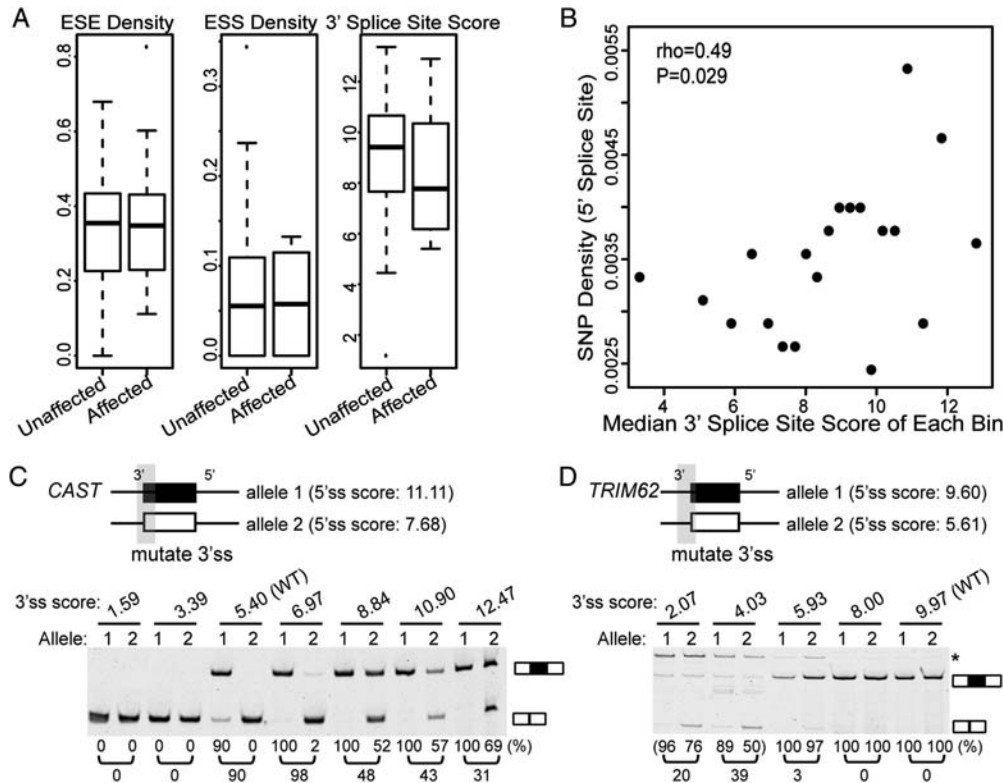 A
ESE Density
ESS Density
3' Splice Site Score
0.0 0.2 0.4 0.6 0.8
0.0 0.1 0.2 0.3
2 4 6 8 10 12
Unaffected Affected
Unaffected Affected
Unaffected Affected
B
rho=0.49
P=0.029
SNP Density (5' Splice Site)
0.0025 0.0035 0.0045 0.0055
4 6 8 10 12
Median 3' Splice Site Score of Each Bin
C
3' 5'
CAST
allele 1 (5'ss score: 11.11)
allele 2 (5'ss score: 7.68)
mutate 3'ss
3'ss score: 1.59 3.39 5.40 (WT) 6.97 8.84 10.90 12.47
Allele: 1 2 1 2 1 2 1 2 1 2 1 2 1 2
0 0 0 0 90 0 100 2 100 52 100 57 100 69 (%)
0 0 90 98 48 43 31
D
3' 5'
TRIM62
allele 1 (5'ss score: 9.60)
allele 2 (5'ss score: 5.61)
mutate 3'ss
3'ss score: 2.07 4.03 5.93 8.00 9.97 (WT)
Allele: 1 2 1 2 1 2 1 2 1 2
*
(96 76 89 50) 100 97 100 100 100 100 (%)
20 39 3 0 0